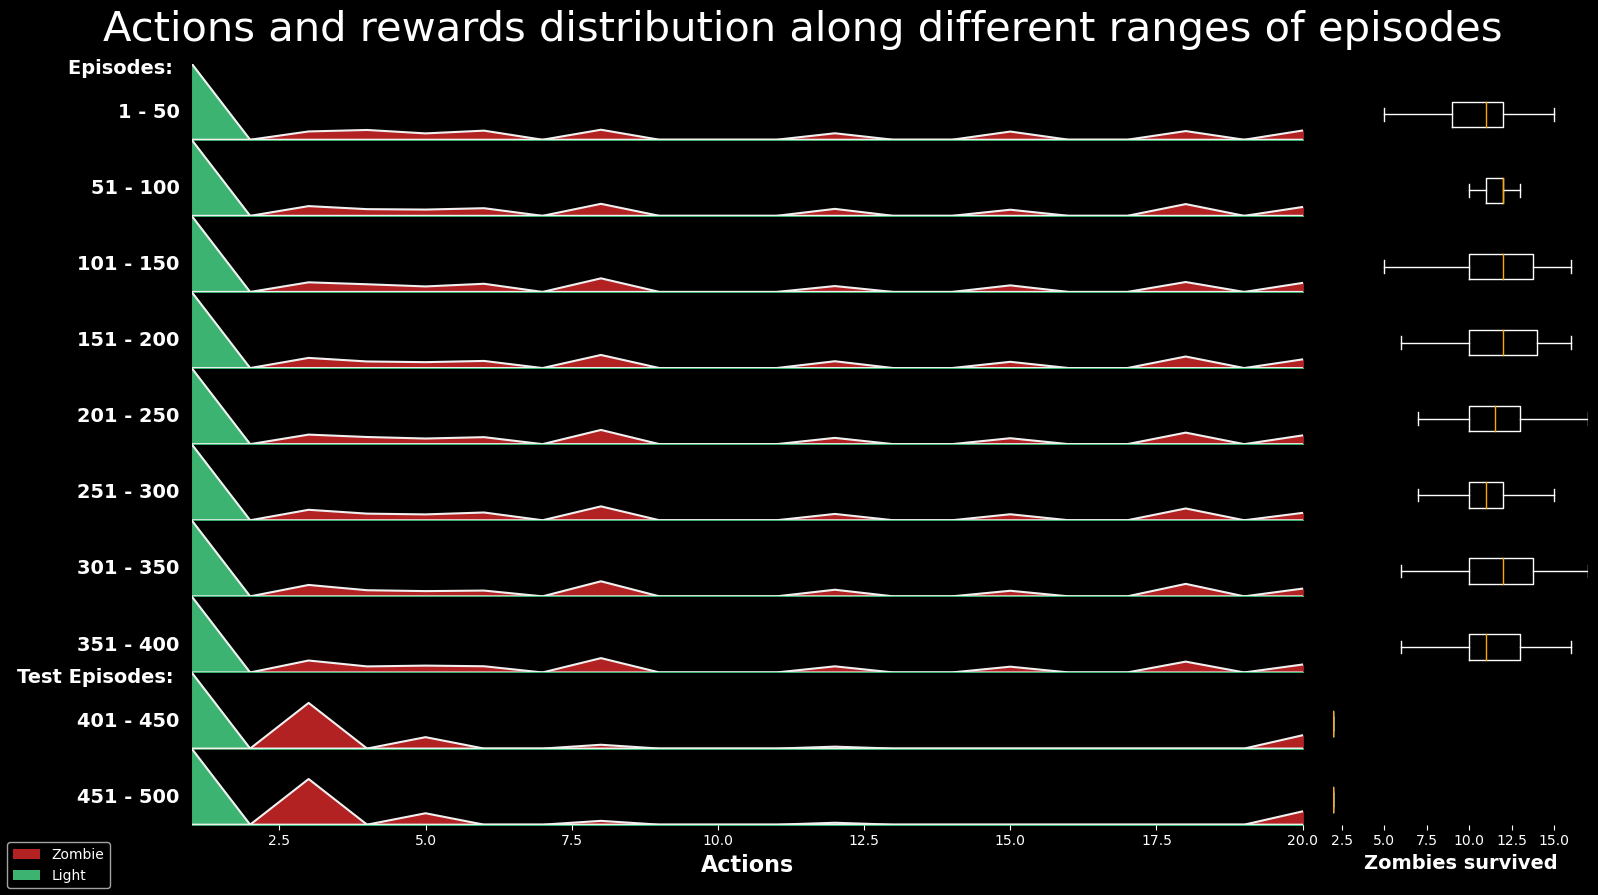 Actions and rewards distribution along different ranges of episodes
Episodes:
1 - 50
51 - 100
101 - 150
151 - 200
201 - 250
251 - 300
301 - 350
351 - 400
Test Episodes:
401 - 450
451 - 500
2.5 5.0 7.5 10.0 12.5 15.0 17.5 20.0
2.5 5.0 7.5 10.0 12.5 15.0
Actions
Zombies survived
Zombie
Light